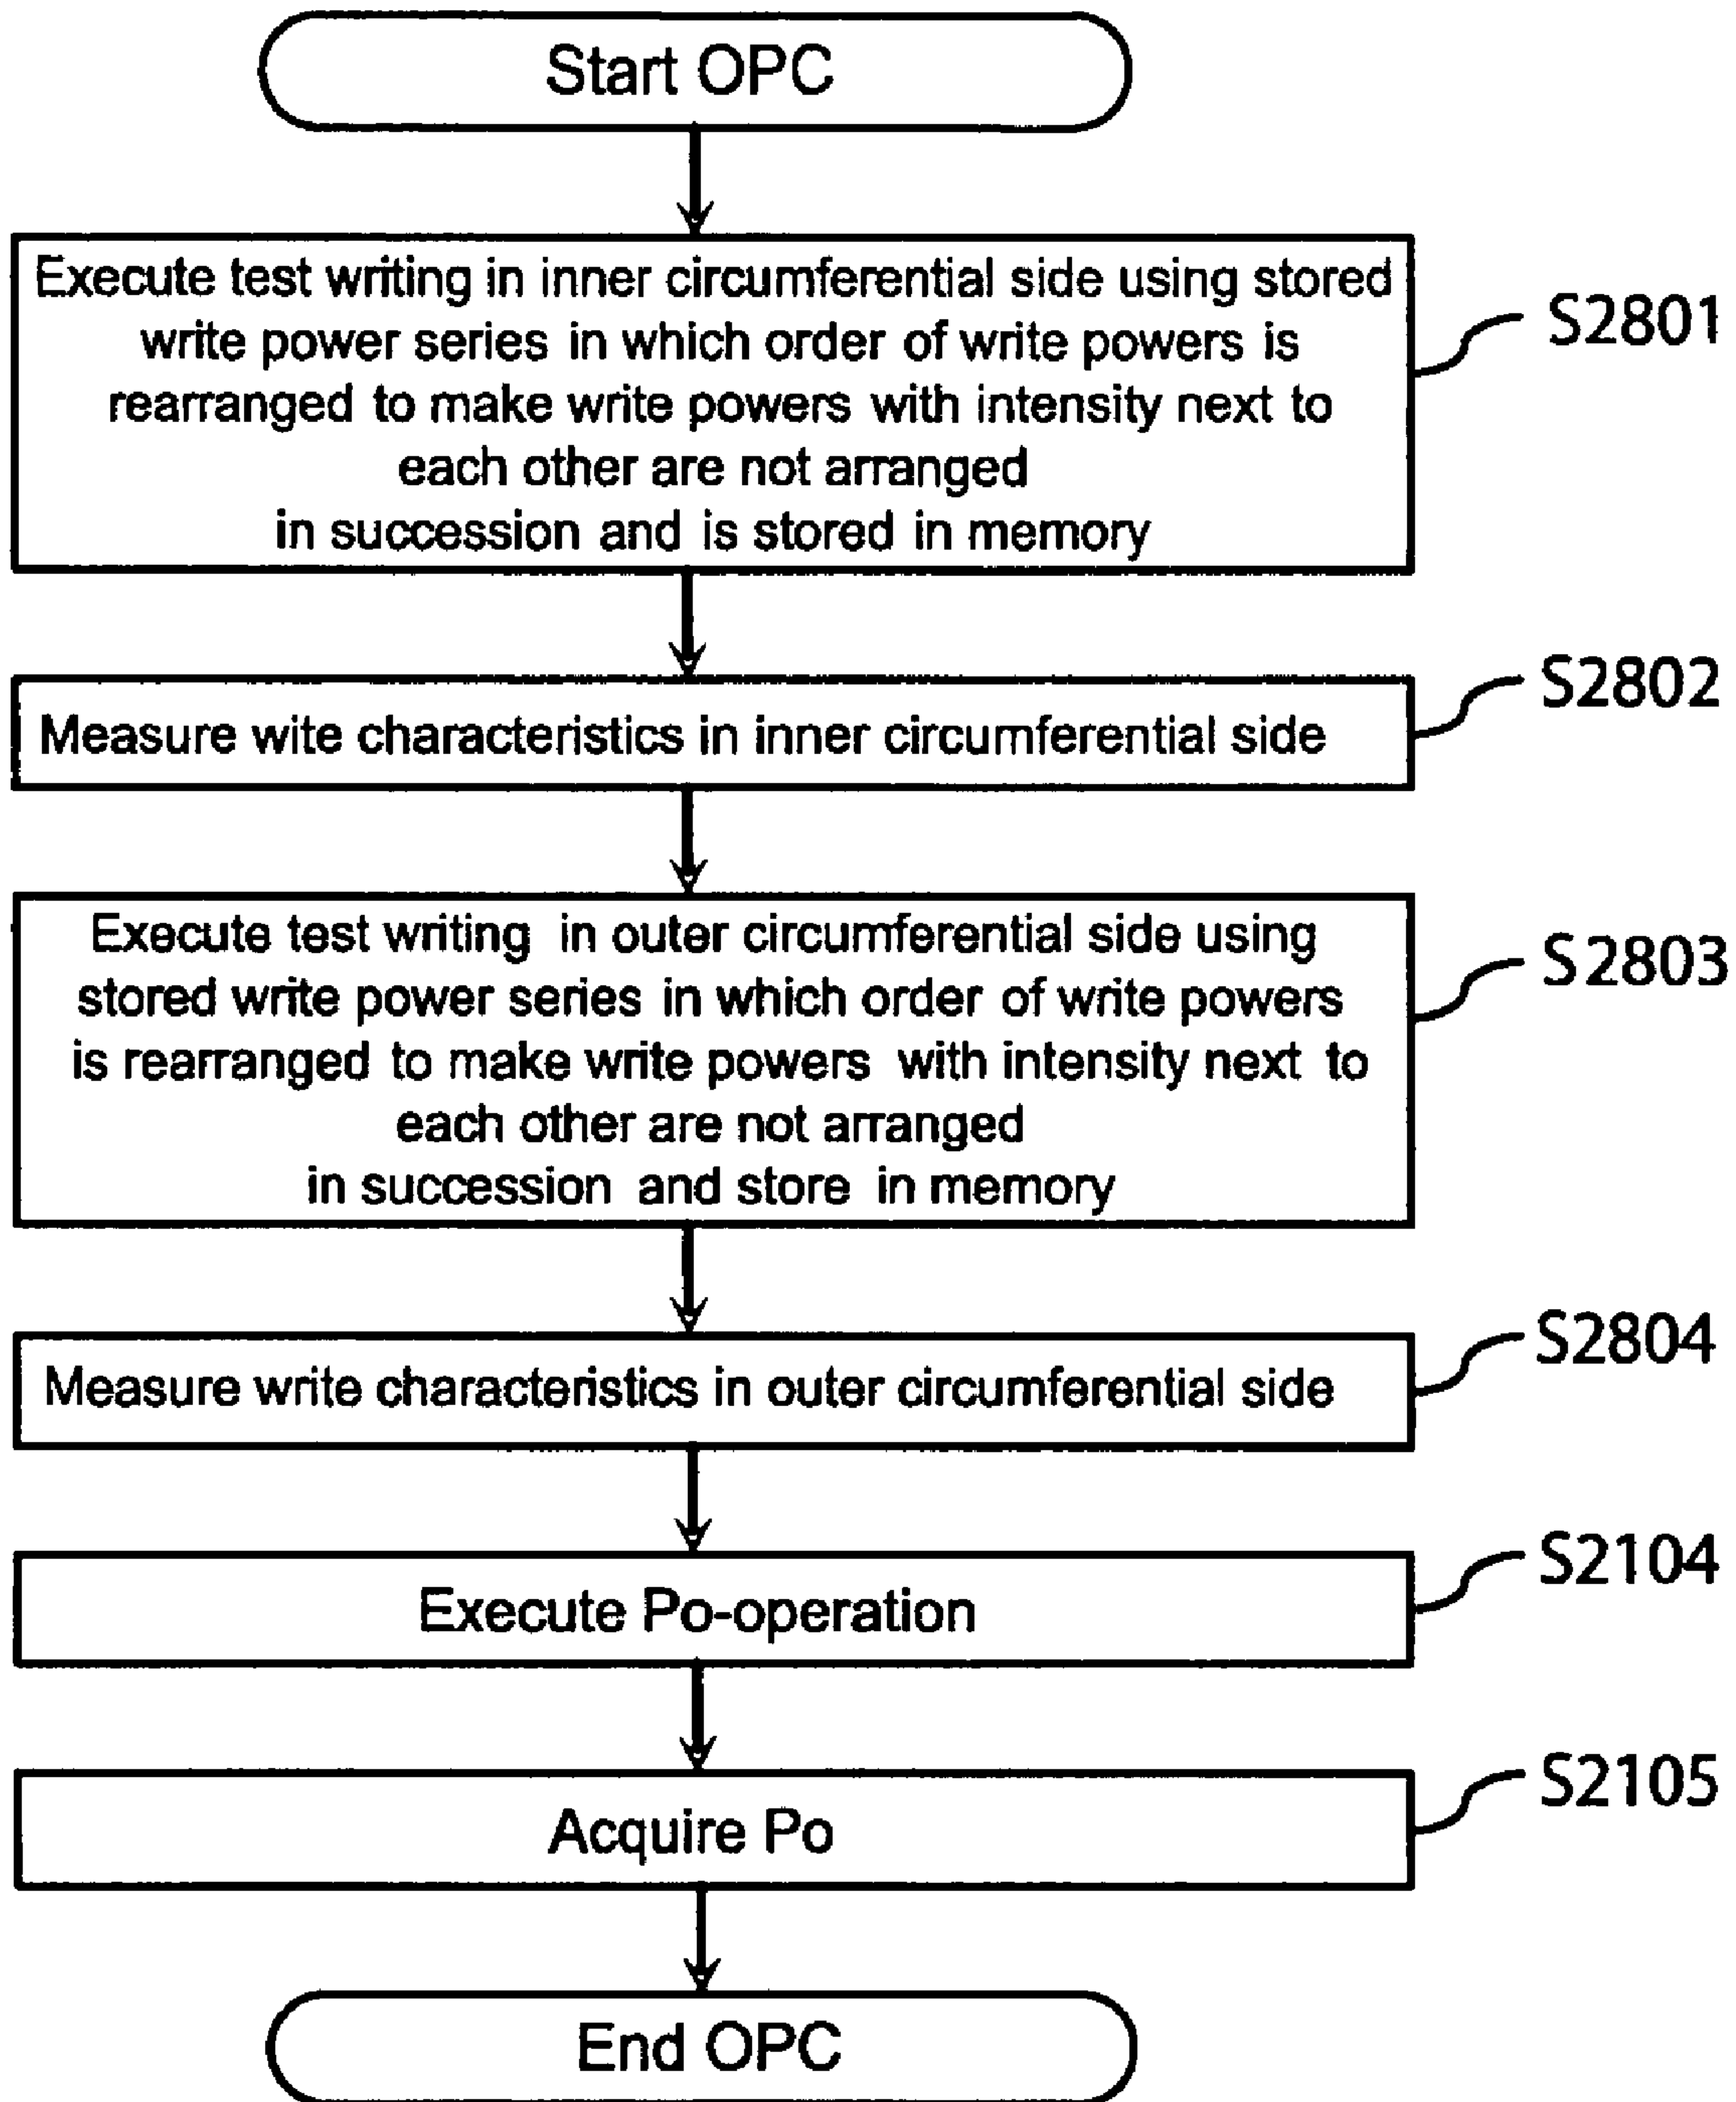 Start OPC
Execute test writing in inner circumferential side using stored
write power series in which order of write powers is
rearranged to make write powers with intensity next to
each other are not arranged
in succession and is stored in memory
S2801
Measure wite characteristics in inner circumferential side
S2802
Execute test writing in outer circumferential side using
stored write power series in which order of write powers
is rearranged to make write powers with intensity next to
each other are not arranged
in succession and store in memory
S2803
Measure write characteristics in outer circumferential side
S2804
Execute Po-operation
S2104
Acquire Po
S2105
End OPC